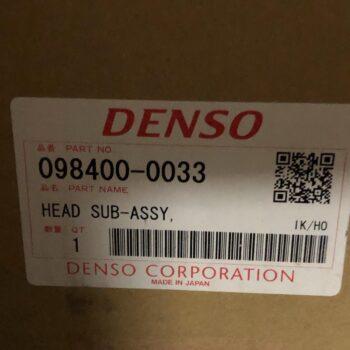 DENSO
品番 PART NO.
098400-0033
品名 PART NAME
HEAD SUB-ASSY,
数量 QT 1K/HO
1
DENSO CORPORATION
MADE IN JAPAN